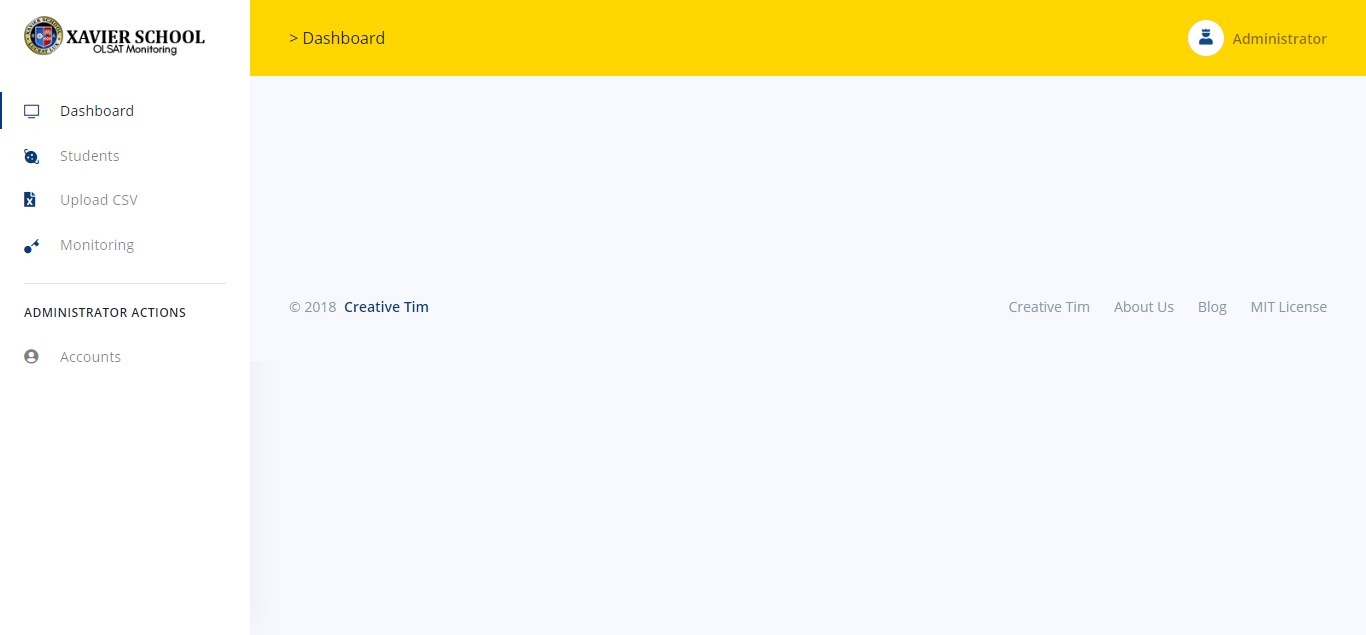 XAVIER SCHOOL
OLSAT Monitoring
> Dashboard
Administrator
Dashboard
Students
Upload CSV
Monitoring
ADMINISTRATOR ACTIONS
Accounts
© 2018 Creative Tim
Creative Tim About Us Blog MIT License